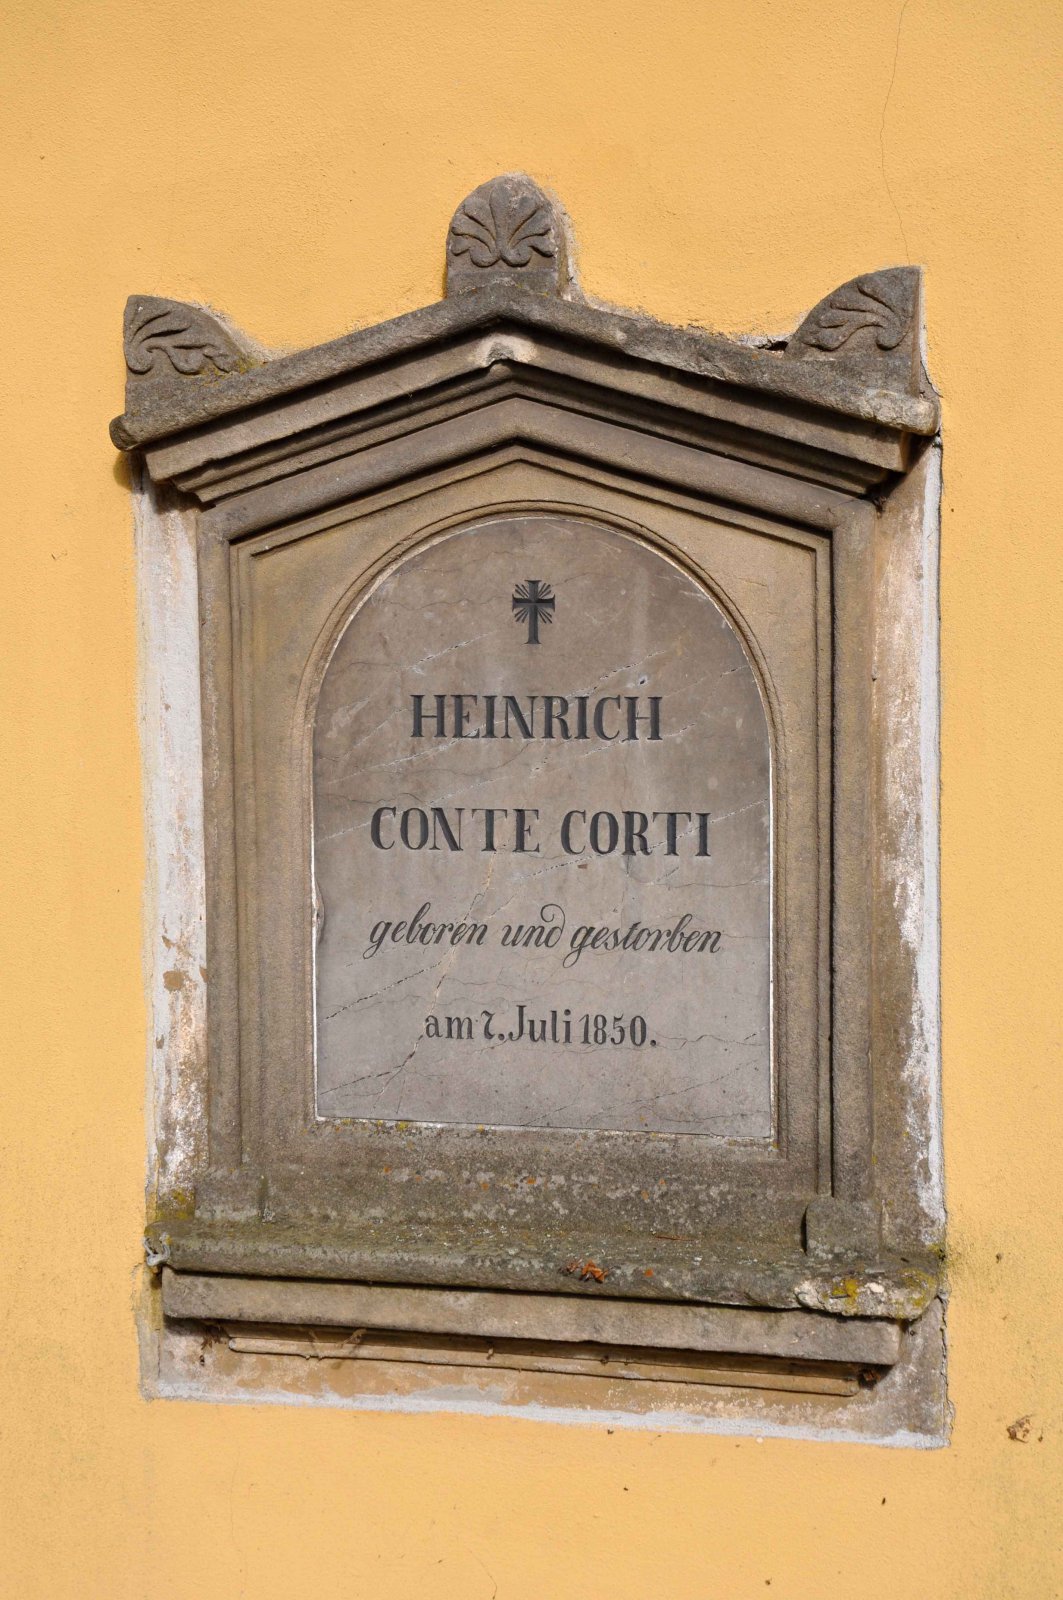 HEINRICH
CONTE CORTI
geboren und gestorben
am 7. Juli 1850.